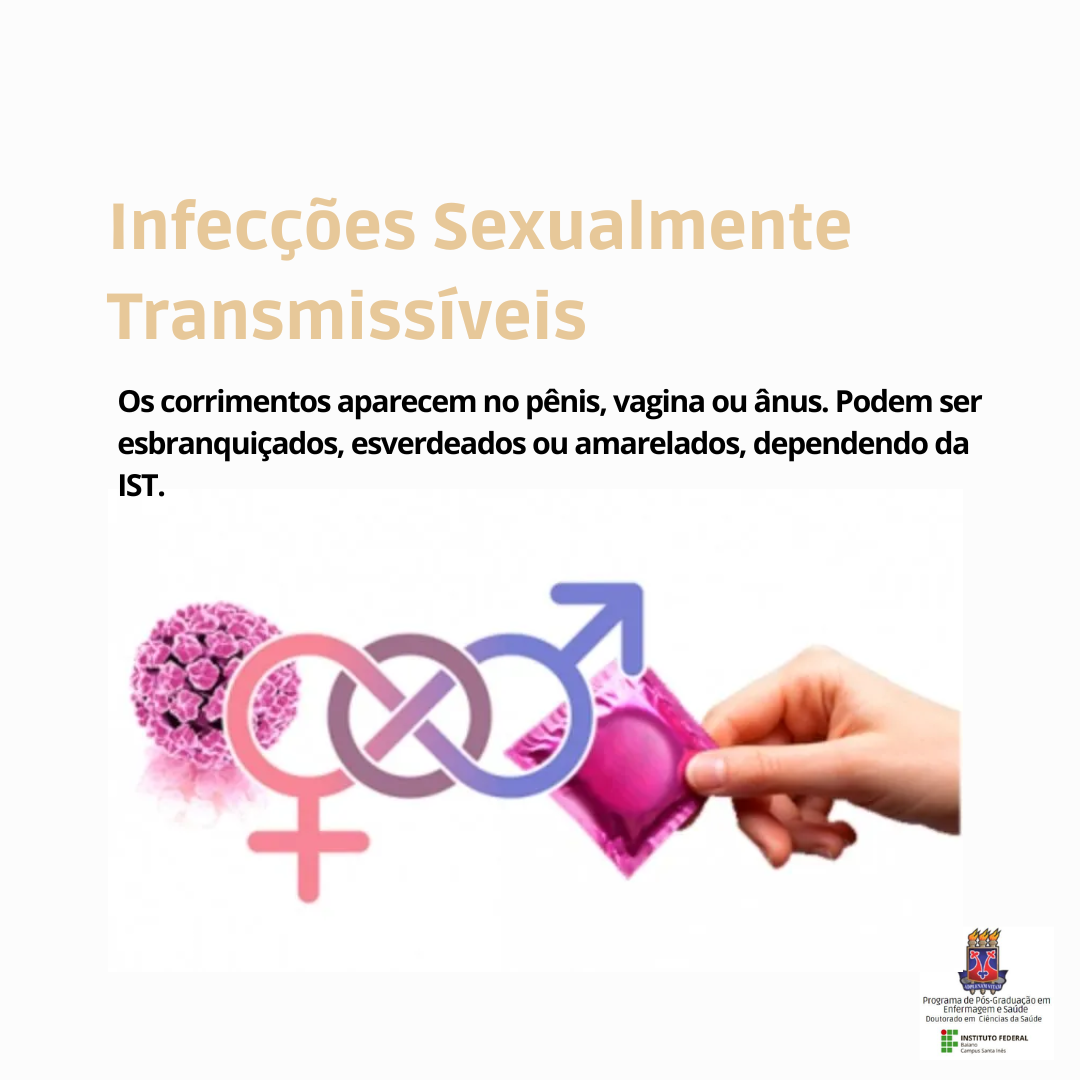 Infecções Sexualmente
Transmissíveis
Os corrimentos aparecem no pênis, vagina ou ânus. Podem ser
esbranquiçados, esverdeados ou amarelados, dependendo da
IST.
Programa de Pós-Graduação em
Enfermagem e Saúde
Doutorado em Ciências da Saúde
INSTITUTO FEDERAL
Baiano
Campus Santa Inês